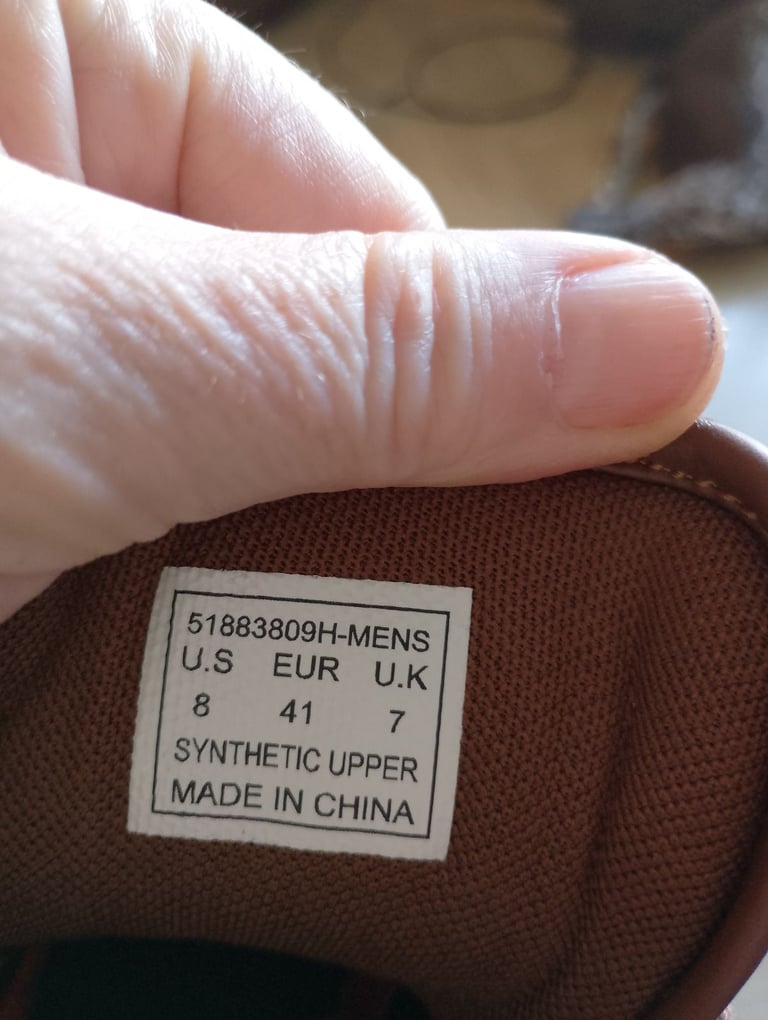 51883809H-MENS
U.S EUR U.K
8 41 7
SYNTHETIC UPPER
MADE IN CHINA